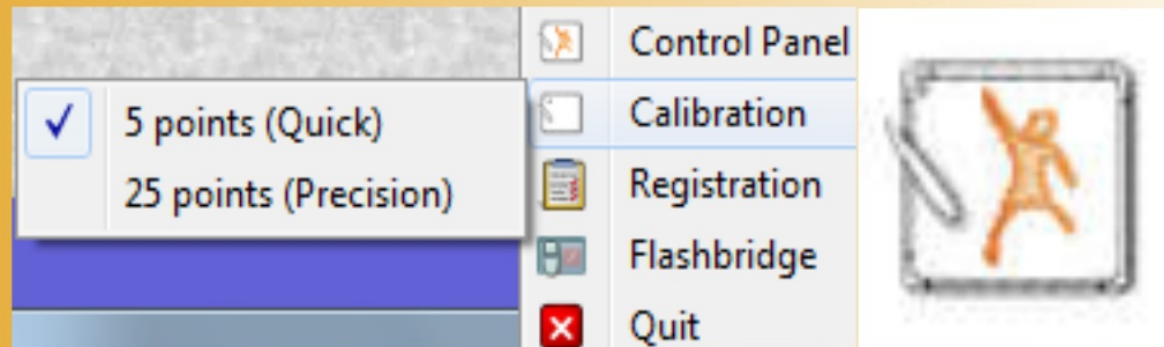 Control Panel
Calibration
5 points (Quick)
25 points (Precision)
Registration
Flashbridge
Quit